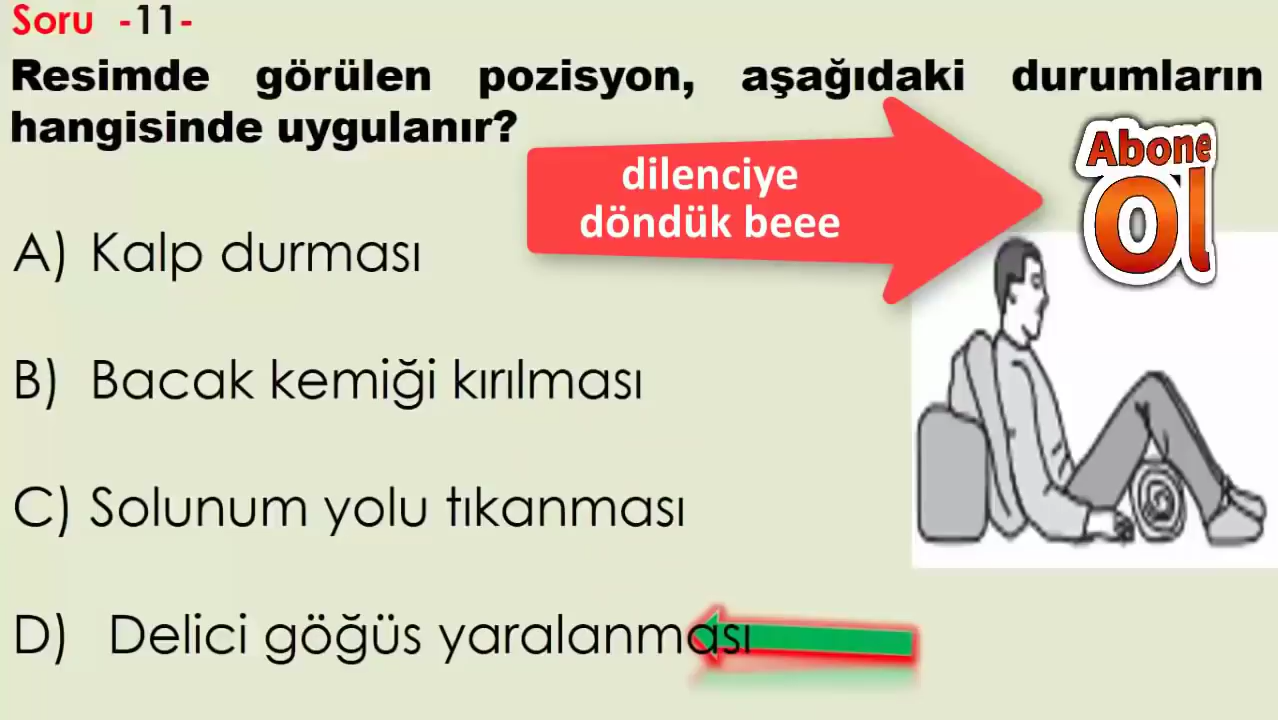 Soru -11-
Resimde görülen pozisyon, aşağıdaki durumların
hangisinde uygulanır?
dilenciye
döndük beee
Abone
Ol
A) Kalp durması
B) Bacak kemiği kırılması
C) Solunum yolu tıkanması
D) Delici göğüs yaralanması